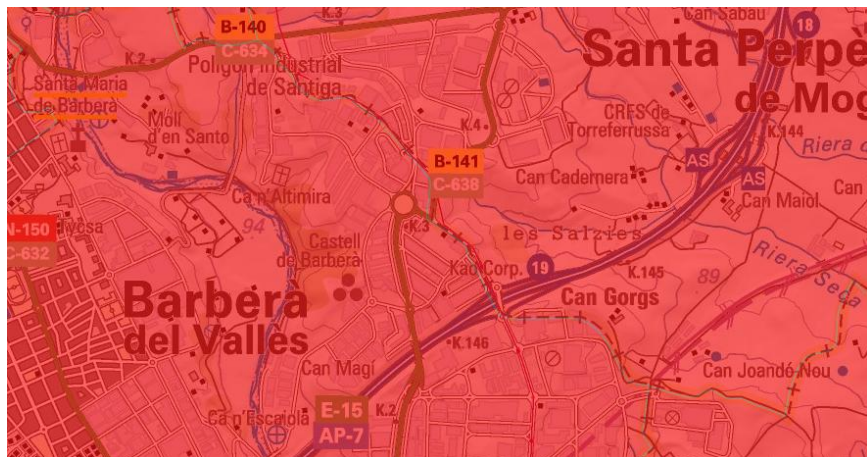 B-140
C-634
K.3
Can Sabau
18
K.2
Polígon Industrial
de Santiga
Santa Perpè
de Mog
Santa Maria
de Barberà
Molí
d'en Santo
K.4
CRFS de
Torreferrussa
K.144
Riera
B-141
C-638
AS
AS
Can Cadernera
Can Maiol
Can
Ca n'Altimira
N-150
C-632
94
K.3
les Salzies
Castell
de Barberà
Kao Corp.
19
K.145
89
Riera Seca
Barberà
del Vallès
Can Gorgs
K.146
Can Magí
Can Joandó Nou
Ca n'Escaiola
E-15
AP-7
K.2